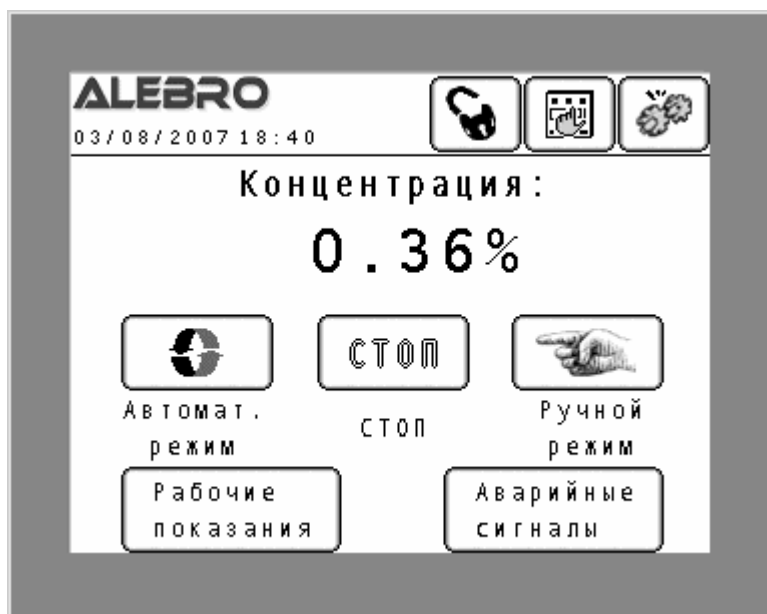 ALEBRO
03/08/2007 18:40
Концентрация:
0.36%
СТОП
Автомат.
режим
стоп
Ручной
режим
Рабочие
показания
Аварийные
сигналы